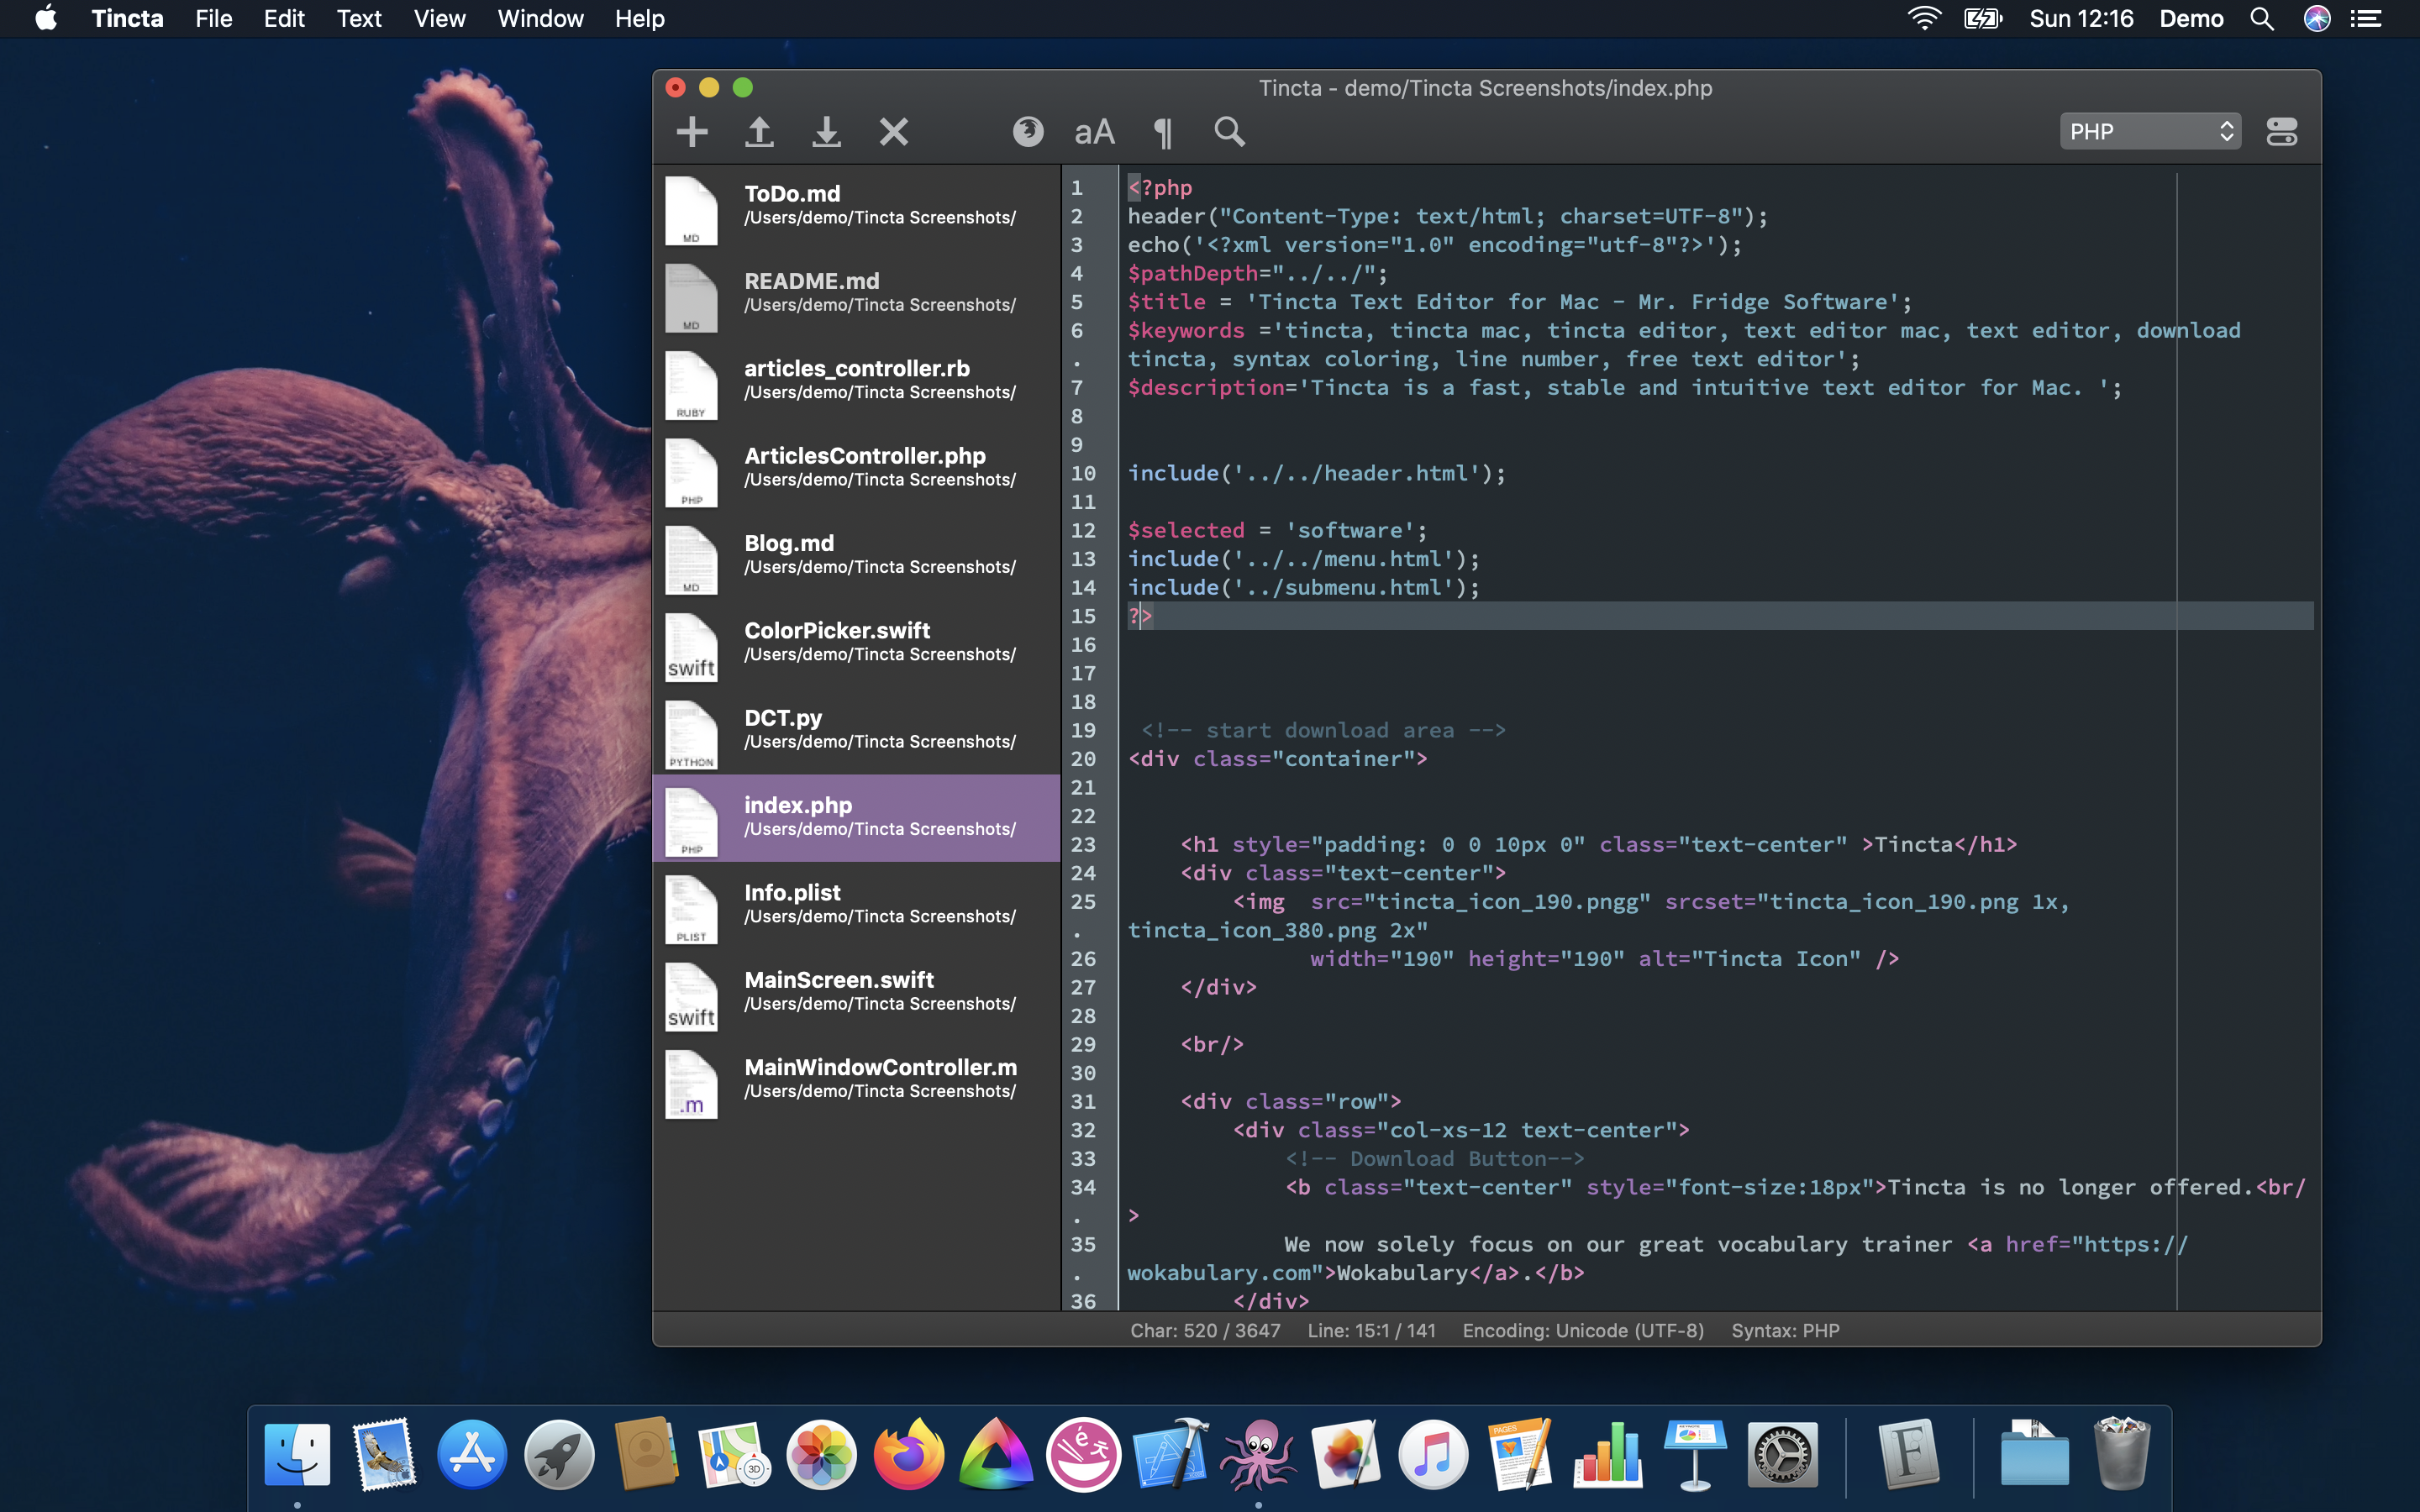 Tincta File Edit Text View Window Help Sun 12:16 Demo
Tincta - demo/Tincta Screenshots/index.php
aA ¶ PHP
ToDo.md
/Users/demo/Tincta Screenshots/
MD
README.md
/Users/demo/Tincta Screenshots/
MD
articles_controller.rb
/Users/demo/Tincta Screenshots/
RUBY
ArticlesController.php
/Users/demo/Tincta Screenshots/
PHP
Blog.md
/Users/demo/Tincta Screenshots/
MD
ColorPicker.swift
/Users/demo/Tincta Screenshots/
swift
DCT.py
/Users/demo/Tincta Screenshots/
PYTHON
index.php
/Users/demo/Tincta Screenshots/
PHP
Info.plist
/Users/demo/Tincta Screenshots/
PLIST
MainScreen.swift
/Users/demo/Tincta Screenshots/
swift
MainWindowController.m
/Users/demo/Tincta Screenshots/
.m
1 <?php
2 header("Content-Type: text/html; charset=UTF-8");
3 echo('<?xml version="1.0" encoding="utf-8"?>');
4 $pathDepth="../../";
5 $title = 'Tincta Text Editor for Mac - Mr. Fridge Software';
6 $keywords ='tincta, tincta mac, tincta editor, text editor mac, text editor, download
. tincta, syntax coloring, line number, free text editor';
7 $description='Tincta is a fast, stable and intuitive text editor for Mac. ';
8
9
10 include('../../header.html');
11
12 $selected = 'software';
13 include('../../menu.html');
14 include('../submenu.html');
15 ?>
16
17
18
19 <!-- start download area -->
20 <div class="container">
21
22
23 <h1 style="padding: 0 0 10px 0" class="text-center" >Tincta</h1>
24 <div class="text-center">
25 <img  src="tincta_icon_190.pngg" srcset="tincta_icon_190.png 1x,
. tincta_icon_380.png 2x"
26 width="190" height="190" alt="Tincta Icon" />
27 </div>
28
29 <br/>
30
31 <div class="row">
32 <div class="col-xs-12 text-center">
33 <!-- Download Button-->
34 <b class="text-center" style="font-size:18px">Tincta is no longer offered.<br/
. >
35 We now solely focus on our great vocabulary trainer <a href="https://
. wokabulary.com">Wokabulary</a>.</b>
36 </div>
Char: 520 / 3647 Line: 15:1 / 141 Encoding: Unicode (UTF-8) Syntax: PHP
3D
é
PAGES
F